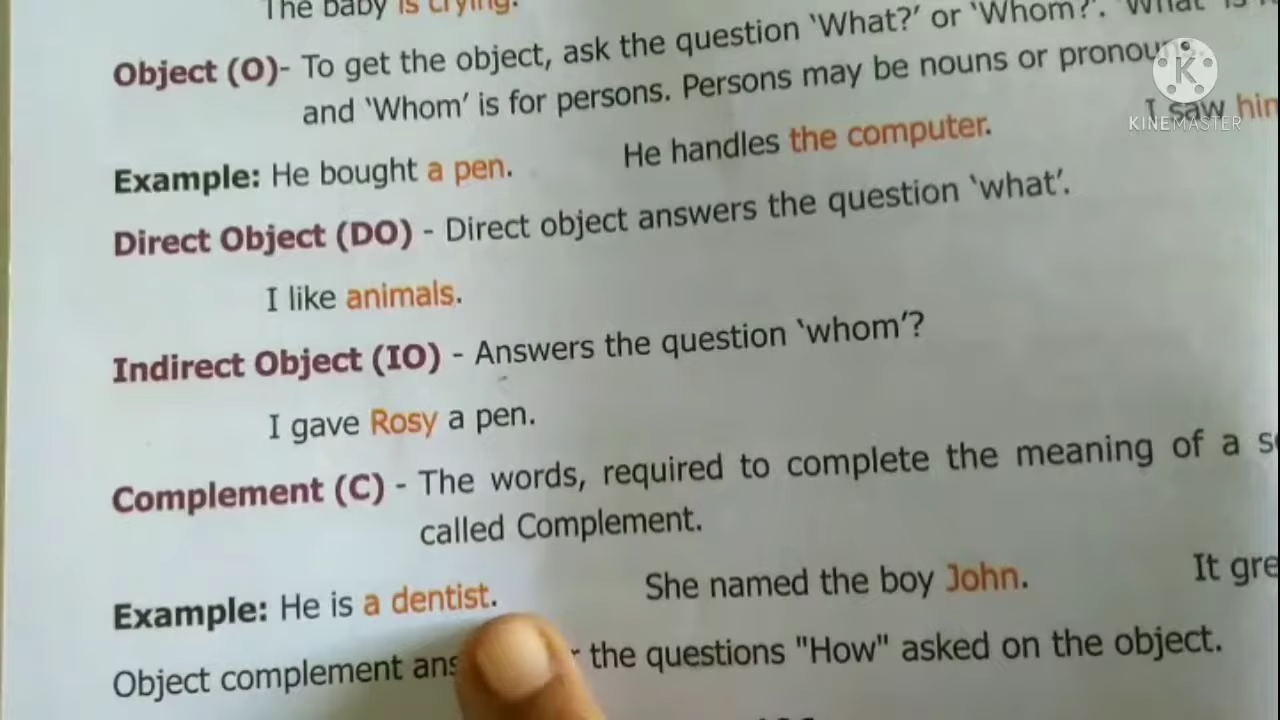 The baby is crying.
Object (O)- To get the object, ask the question 'What?' or 'Whom?'. 'What' is
and 'Whom' is for persons. Persons may be nouns or
Example: He bought a pen. He handles the computer. I saw
Direct Object (DO) - Direct object answers the question 'what'.
I like animals.
Indirect Object (IO) - Answers the question 'whom'?
I gave Rosy a pen.
Complement (C) - The words, required to complete the meaning of a
called Complement.
Example: He is a dentist. She named the boy John. It
Object complement the questions "How" asked on the object.
K
KINEMASTER